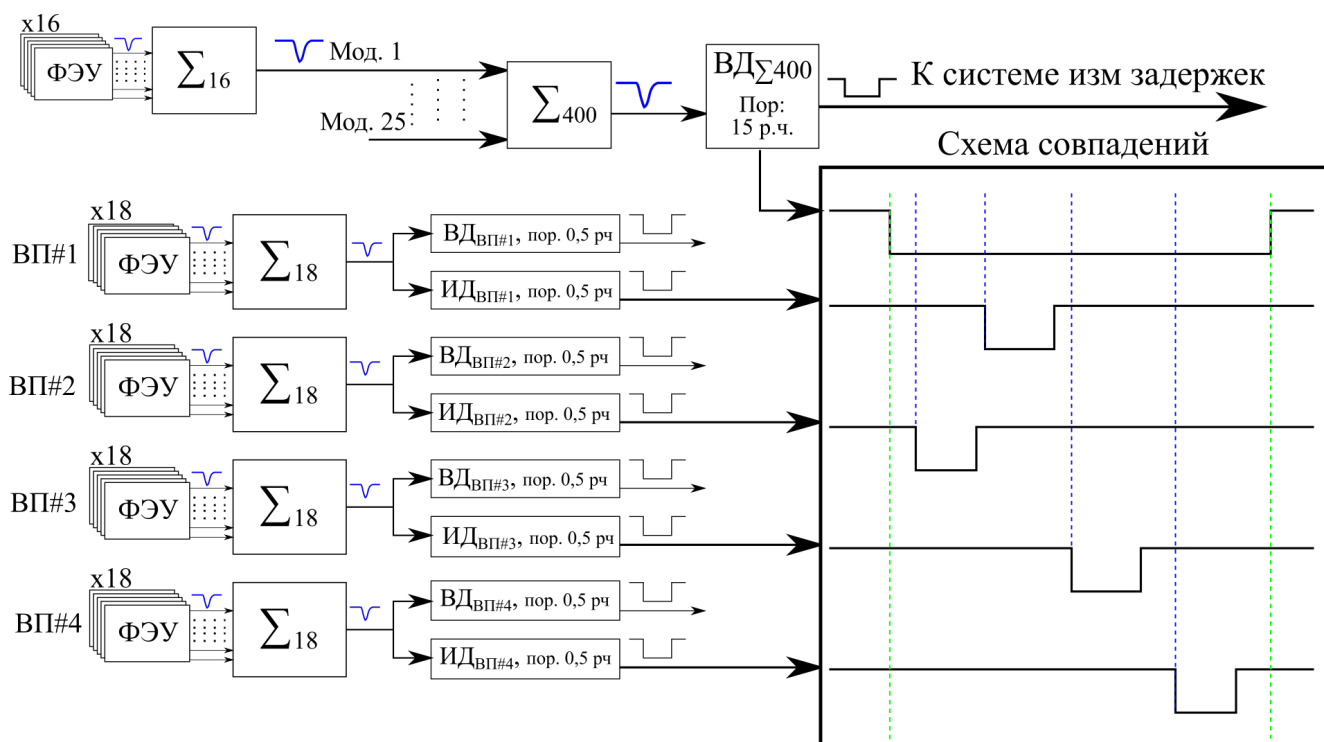 x16
ФЭУ
∑16
Мод. 1
Мод. 25
∑400
ВД∑400
Пор:
15 р.ч.
К системе изм задержек
Схема совпадений
ВП#1
x18
ФЭУ
∑18
ВДВП#1, пор. 0,5 рч
ИДВП#1, пор. 0,5 рч
ВП#2
x18
ФЭУ
∑18
ВДВП#2, пор. 0,5 рч
ИДВП#2, пор. 0,5 рч
ВП#3
x18
ФЭУ
∑18
ВДВП#3, пор. 0,5 рч
ИДВП#3, пор. 0,5 рч
ВП#4
x18
ФЭУ
∑18
ВДВП#4, пор. 0,5 рч
ИДВП#4, пор. 0,5 рч